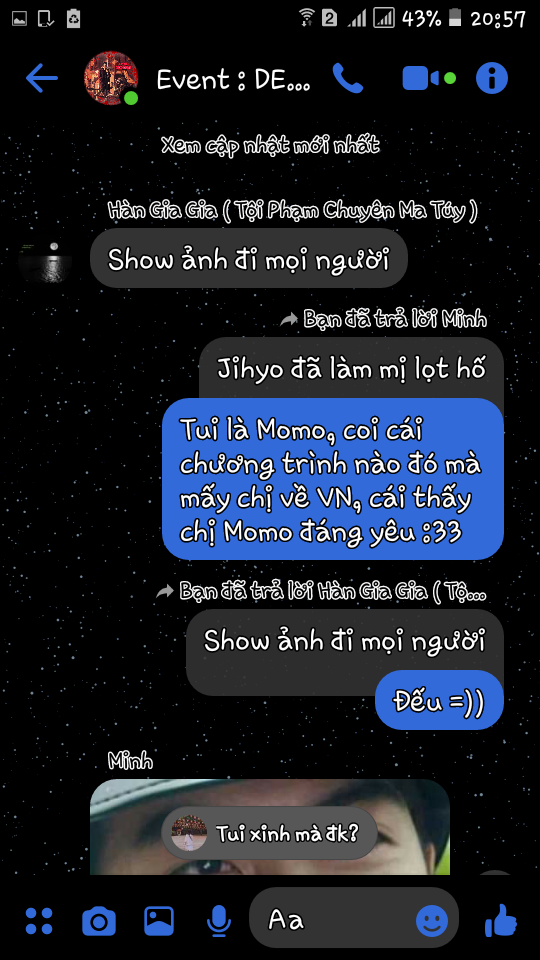 2
43%
20:57
Event : DE...
Xem cập nhật mới nhất
Hàn Gia Gia ( Tội Phạm Chuyên Ma Túy )
Show ảnh đi mọi người
Bạn đã trả lời Minh
Jihyo đã làm mị lọt hố
Tui là Momo, coi cái
chương trình nào đó mà
mấy chị về VN, cái thấy
chị Momo đáng yêu :33
Bạn đã trả lời Hàn Gia Gia ( Tộ...
Show ảnh đi mọi người
Đếu =))
Minh
Tui xinh mà đk?
Aa